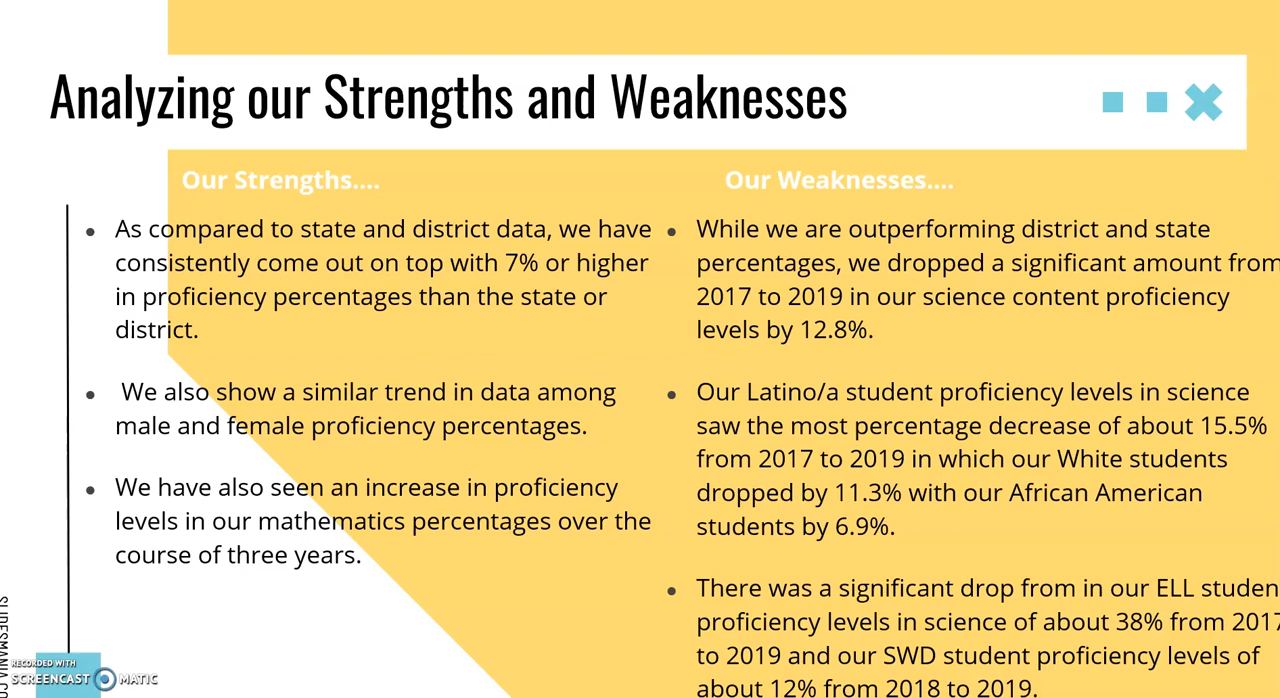 Analyzing our Strengths and Weaknesses
Our Strengths....
As compared to state and district data, we have
consistently come out on top with 7% or higher
in proficiency percentages than the state or
district.
We also show a similar trend in data among
male and female proficiency percentages.
We have also seen an increase in proficiency
levels in our mathematics percentages over the
course of three years.
Our Weaknesses....
While we are outperforming district and state
percentages, we dropped a significant amount from
2017 to 2019 in our science content proficiency
levels by 12.8%.
Our Latino/a student proficiency levels in science
saw the most percentage decrease of about 15.5%
from 2017 to 2019 in which our White students
dropped by 11.3% with our African American
students by 6.9%.
There was a significant drop from in our ELL studen
proficiency levels in science of about 38% from 2017
to 2019 and our SWD student proficiency levels of
about 12% from 2018 to 2019.
RECORDED WITH
SCREENCAST MATIC